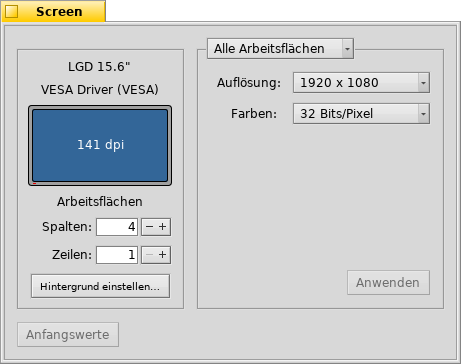 Screen
LGD 15.6"
VESA Driver (VESA)
141 dpi
Arbeitsflächen
Spalten: 4 − +
Zeilen: 1 − +
Hintergrund einstellen...
Alle Arbeitsflächen
Auflösung: 1920 x 1080
Farben: 32 Bits/Pixel
Anwenden
Anfangswerte